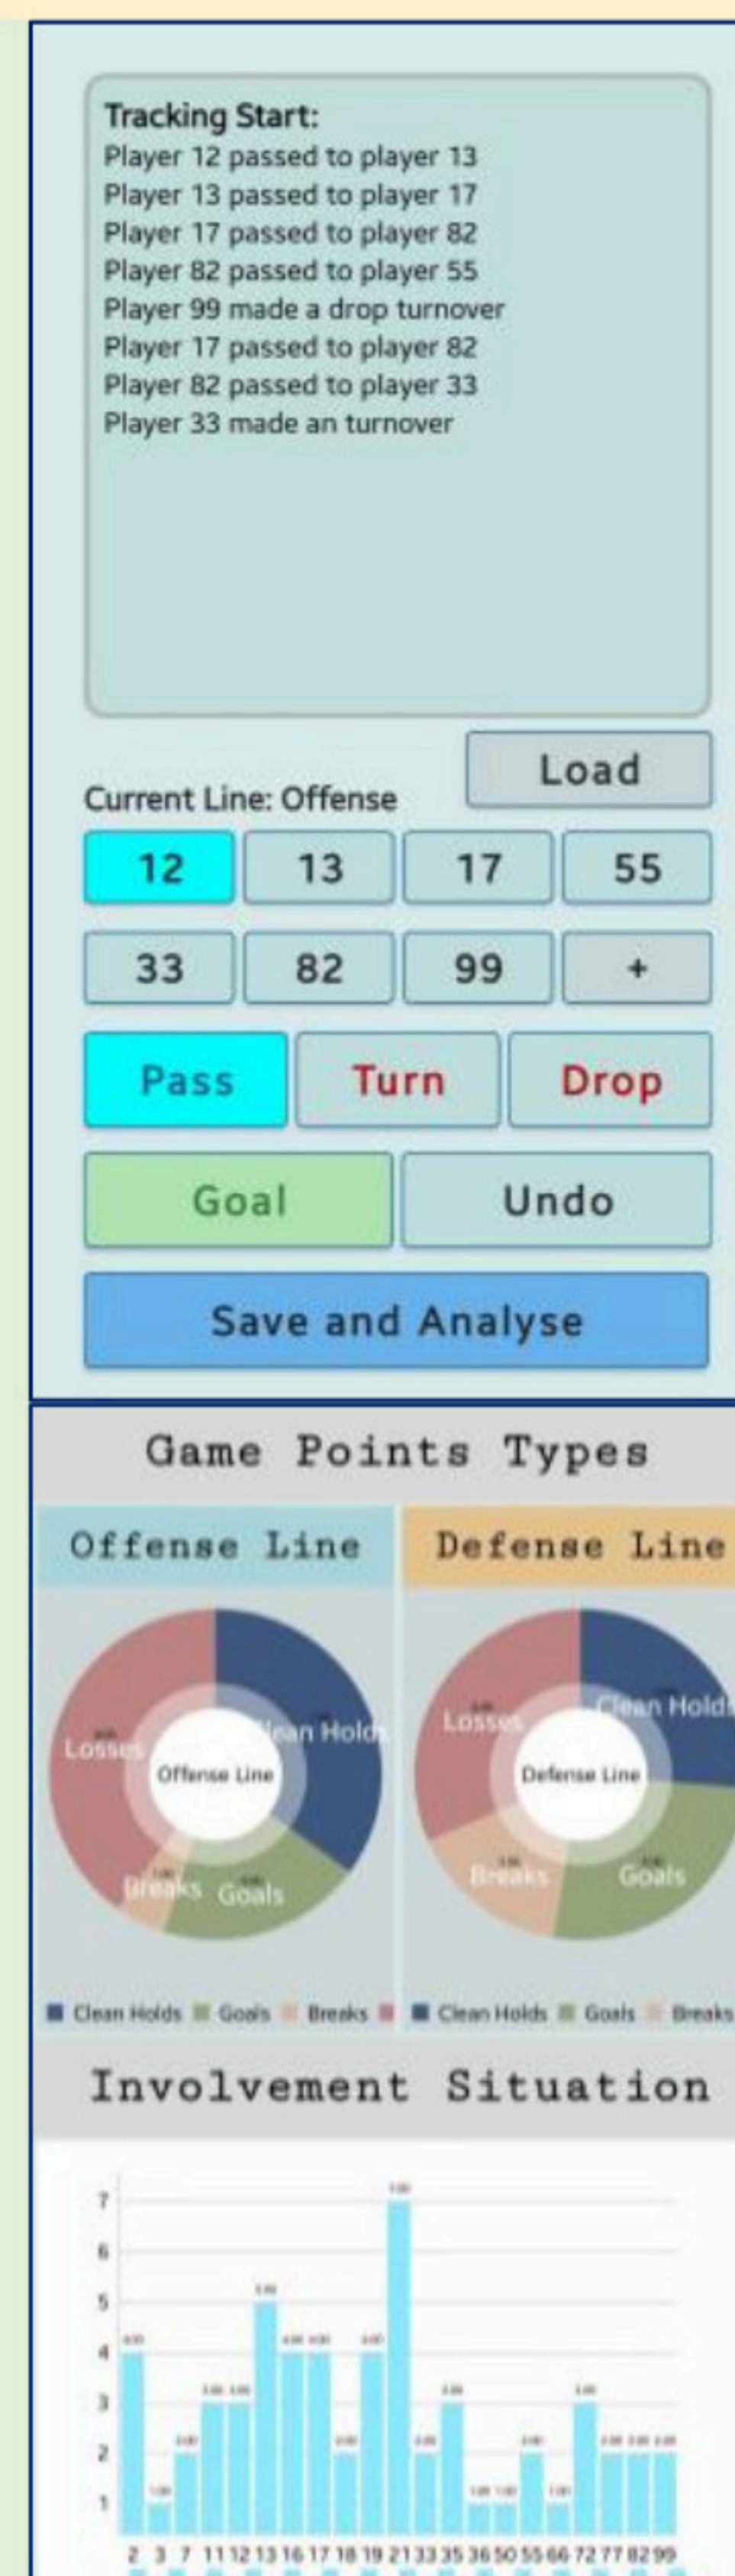 Tracking Start:
Player 12 passed to player 13
Player 13 passed to player 17
Player 17 passed to player 82
Player 82 passed to player 55
Player 99 made a drop turnover
Player 17 passed to player 82
Player 82 passed to player 33
Player 33 made an turnover
Load
Current Line: Offense
12 13 17 55
33 82 99 +
Pass Turn Drop
Goal Undo
Save and Analyse
Game Points Types
Offense Line Defense Line
Losses lean Holds Losses Clean Holds
Offense Line Defense Line
Breaks Goals Breaks Goals
Clean Holds Goals Breaks Clean Holds Goals Breaks
Involvement Situation
7
6
5
4
3
2
1
2 3 7 11 12 13 16 17 18 19 21 33 35 36 50 55 66 72 77 82 99